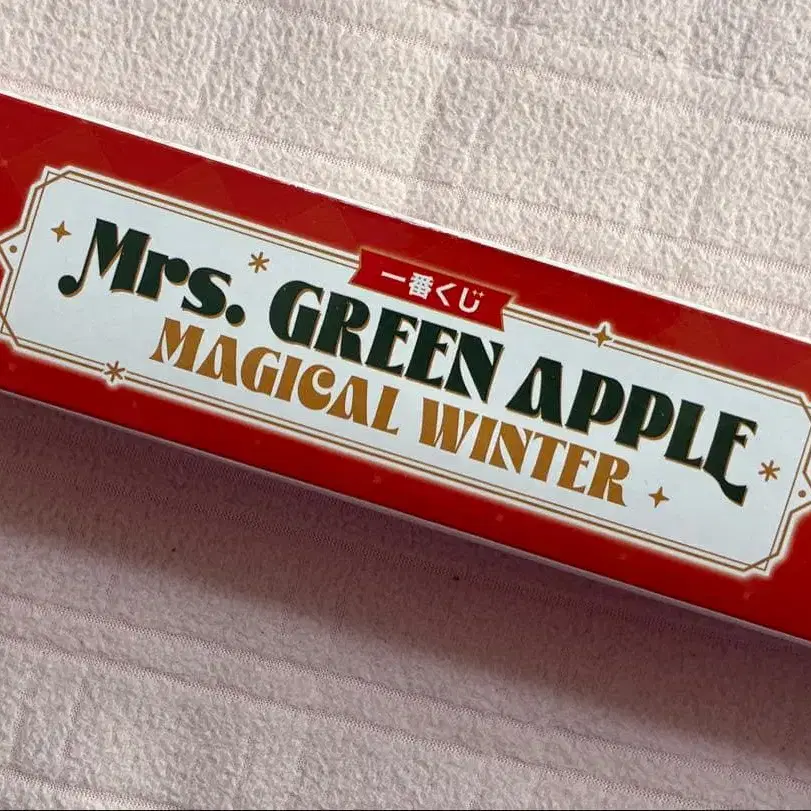 一番くじ
Mrs. GREEN APPLE
MAGICAL WINTER